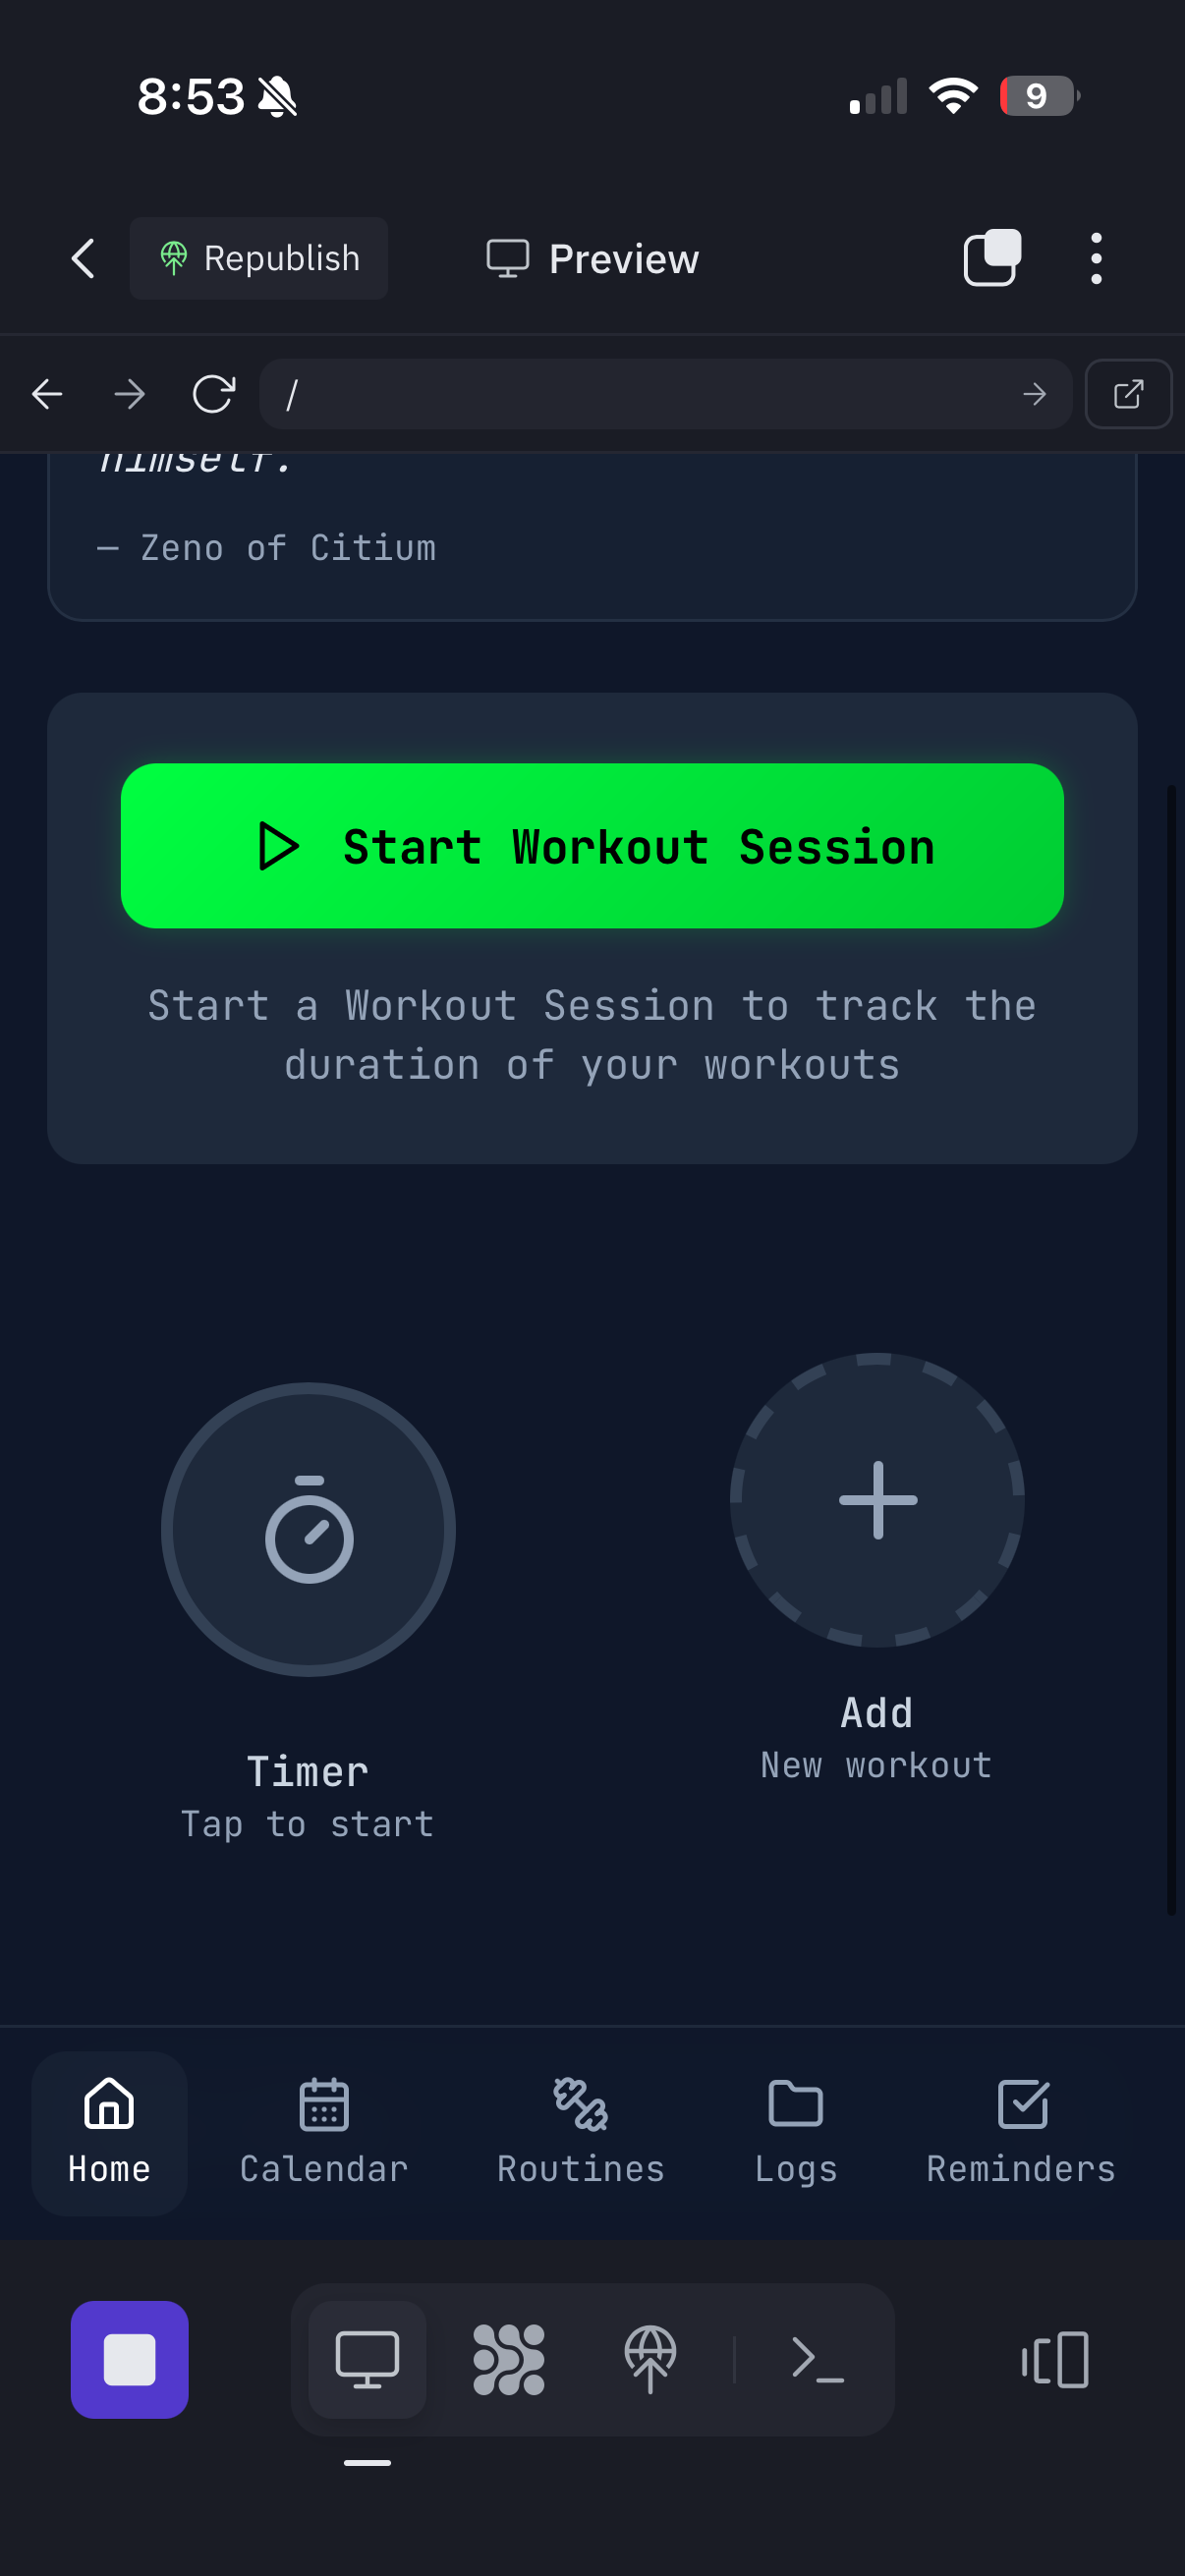 8:53
9
Republish
Preview
/
himself.
— Zeno of Citium
Start Workout Session
Start a Workout Session to track the
duration of your workouts
Add
New workout
Timer
Tap to start
Home
Calendar
Routines
Logs
Reminders